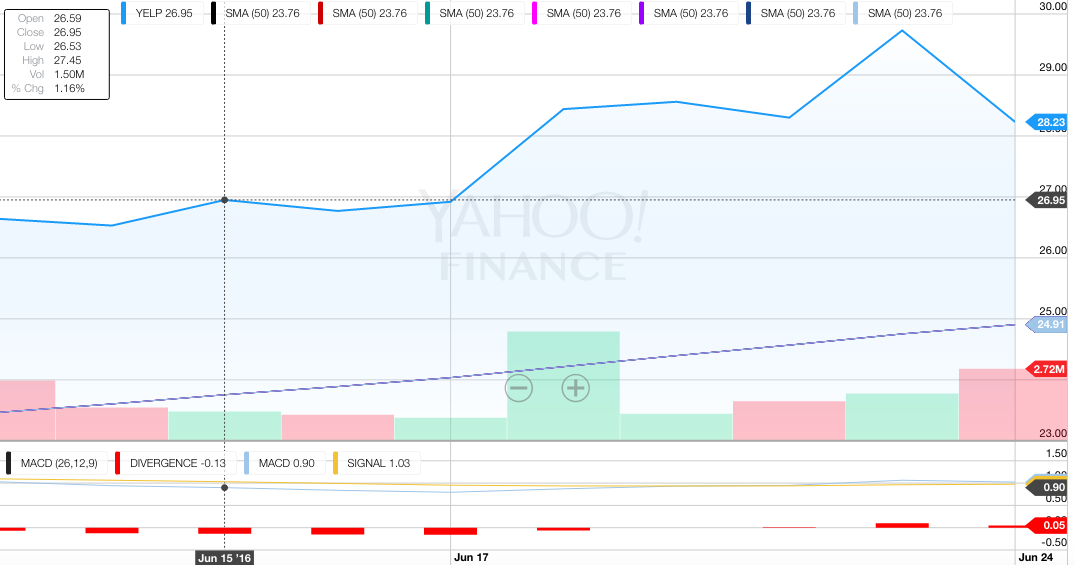 Open 26.59
Close 26.95
Low 26.53
High 27.45
Vol 1.50M
% Chg 1.16%
YELP 26.95 SMA (50) 23.76 SMA (50) 23.76 SMA (50) 23.76 SMA (50) 23.76 SMA (50) 23.76 SMA (50) 23.76 SMA (50) 23.76
30.00
29.00
28.23
28.00
27.00
26.95
26.00
25.00
24.91
2.72M
23.00
YAHOO!
FINANCE
MACD (26,12,9) DIVERGENCE -0.13 MACD 0.90 SIGNAL 1.03
1.50
1.00
0.90
0.50
0.05
-0.50
Jun 15 '16 Jun 17 Jun 24